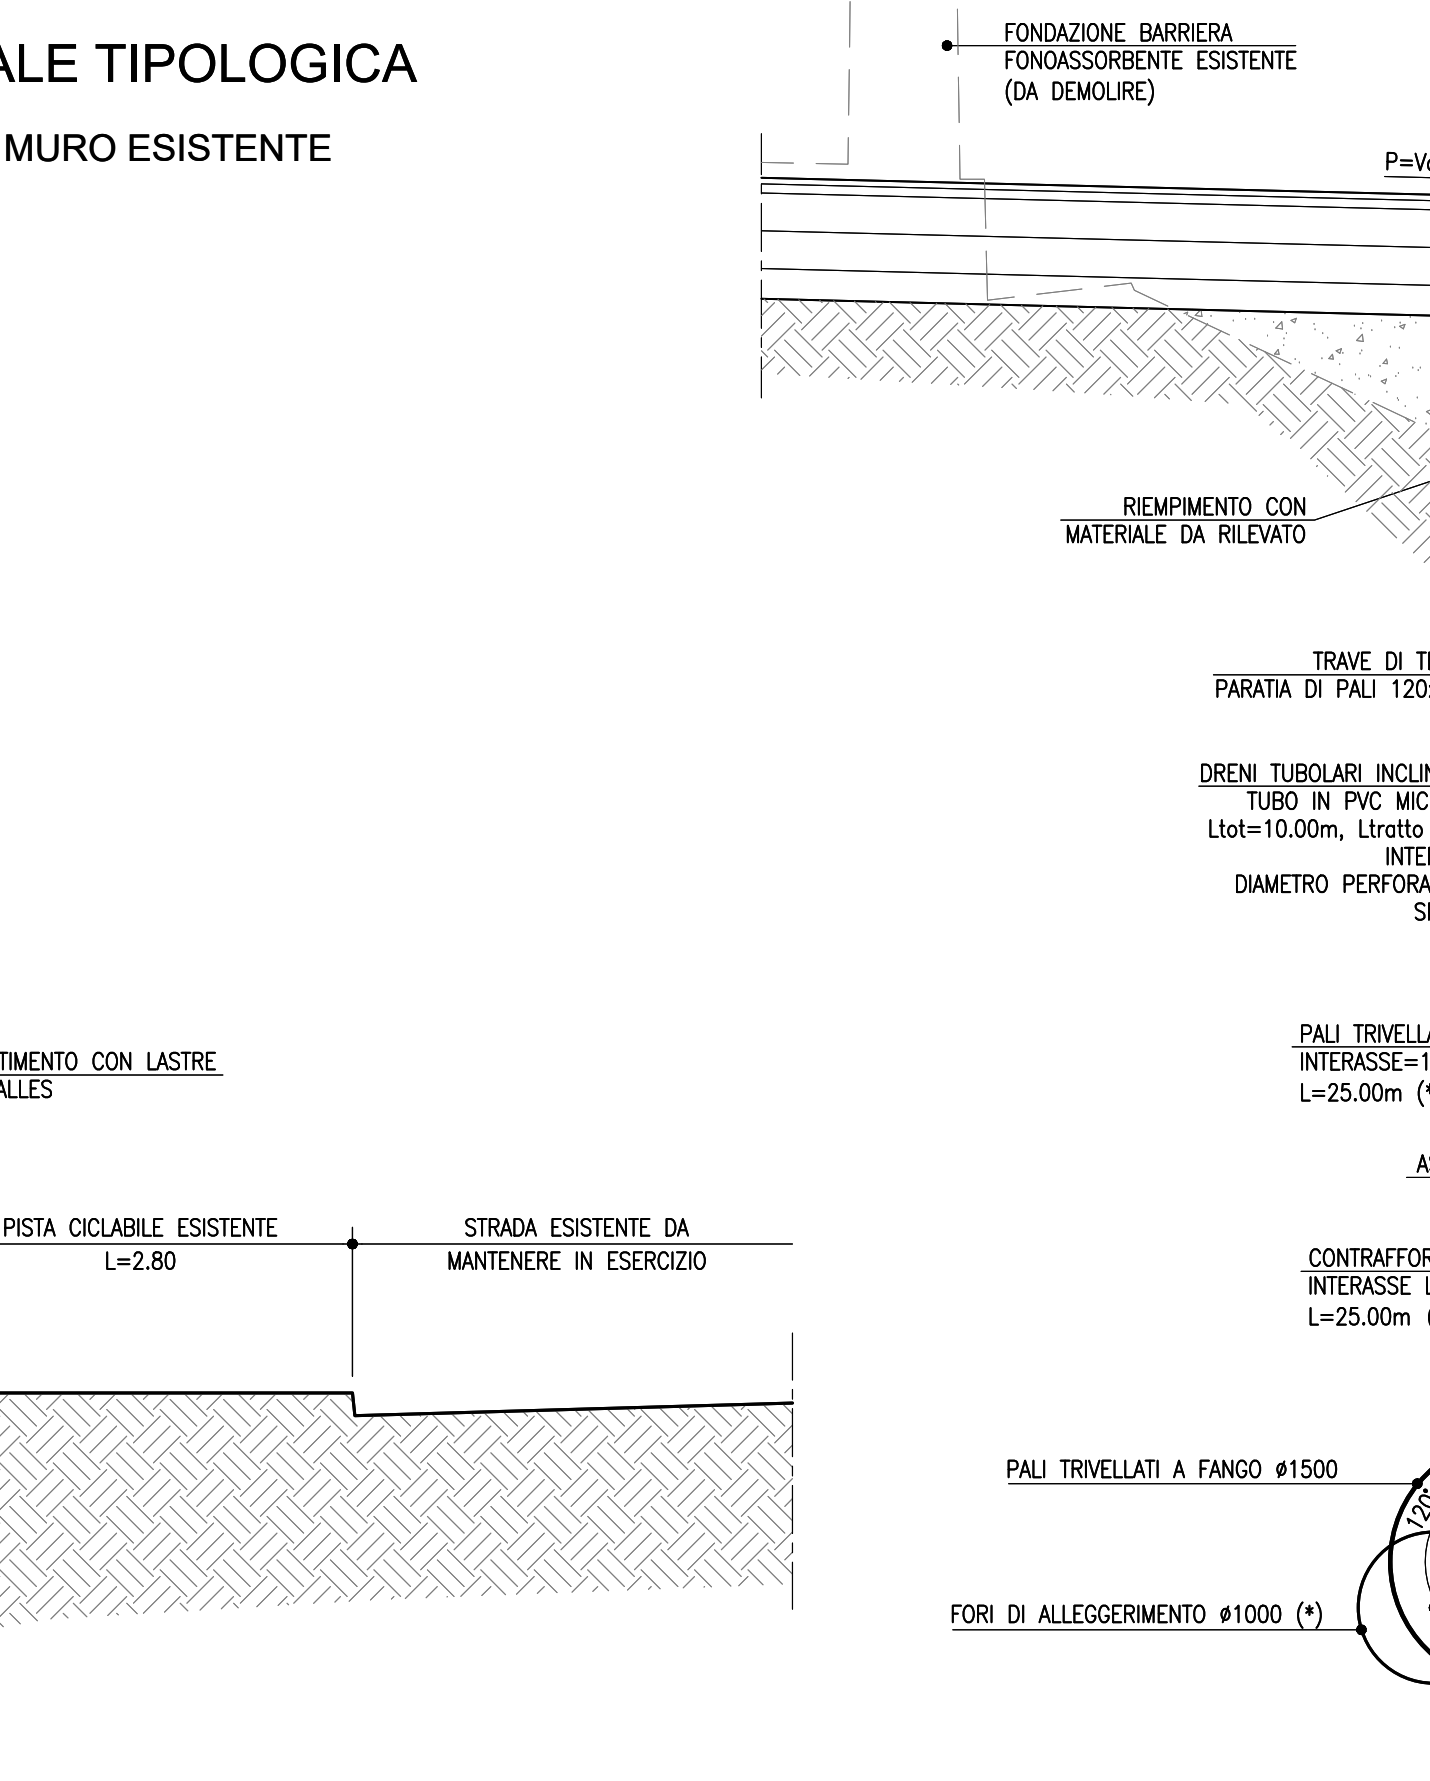 ALE TIPOLOGICA
MURO ESISTENTE
FONDAZIONE BARRIERA
FONOASSORBENTE ESISTENTE
(DA DEMOLIRE)
RIEMPIMENTO CON
MATERIALE DA RILEVATO
TRAVE DI
PARATIA DI PALI
DRENI TUBOLARI
TUBO IN PVC
Ltot=10.00m, Ltratto
DIAMETRO
PALI
L=25.00m
TIMENTO CON LASTRE
ALLES
PISTA CICLABILE ESISTENTE
L=2.80
STRADA ESISTENTE DA
MANTENERE IN ESERCIZIO
INTERASSE
L=25.00m
PALI TRIVELLATI A FANGO ø1500
120°
FORI DI ALLEGGERIMENTO ø1000 (*)